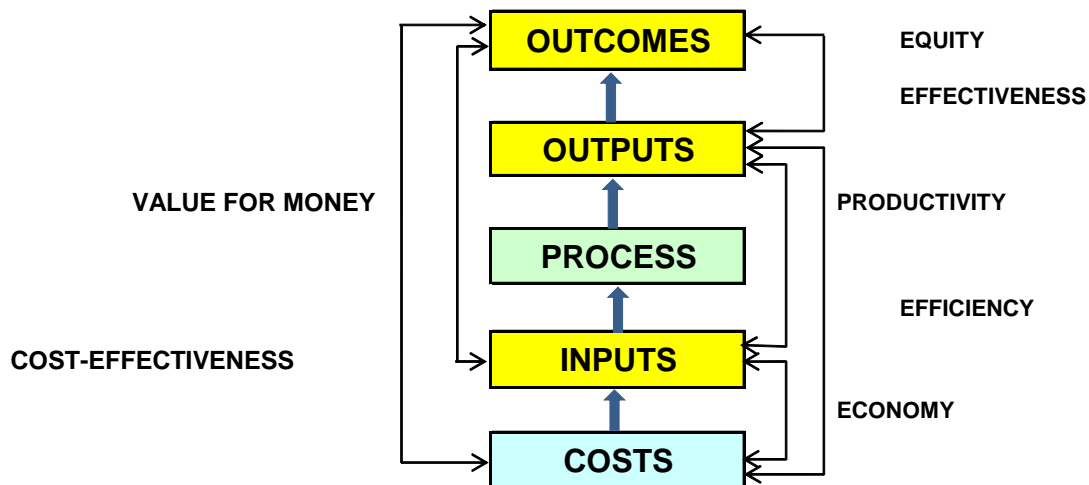 OUTCOMES
EQUITY
EFFECTIVENESS
OUTPUTS
VALUE FOR MONEY
PRODUCTIVITY
PROCESS
EFFICIENCY
COST-EFFECTIVENESS
INPUTS
ECONOMY
COSTS